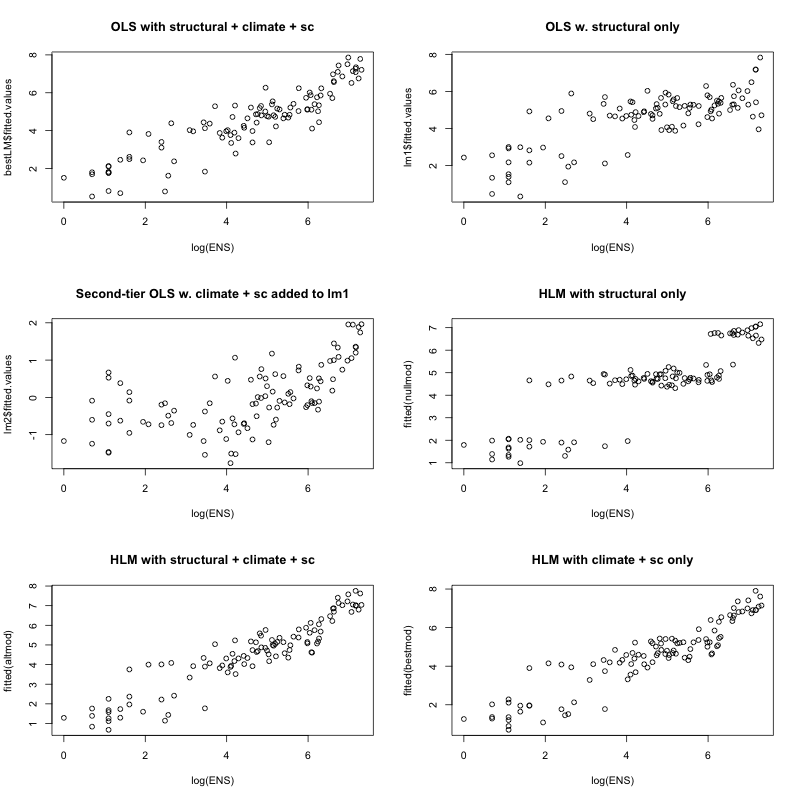 OLS with structural + climate + sc
bestLM$fitted.values
8
6
4
2
0 2 4 6
log(ENS)
OLS w. structural only
lm1$fitted.values
8
6
4
2
0 2 4 6
log(ENS)
Second-tier OLS w. climate + sc added to lm1
lm2$fitted.values
2
1
0
-1
0 2 4 6
log(ENS)
HLM with structural only
fitted(nullmod)
7
6
5
4
3
2
1
0 2 4 6
log(ENS)
HLM with structural + climate + sc
fitted(altmod)
8
7
6
5
4
3
2
1
0 2 4 6
log(ENS)
HLM with climate + sc only
fitted(bestmod)
8
6
4
2
0 2 4 6
log(ENS)